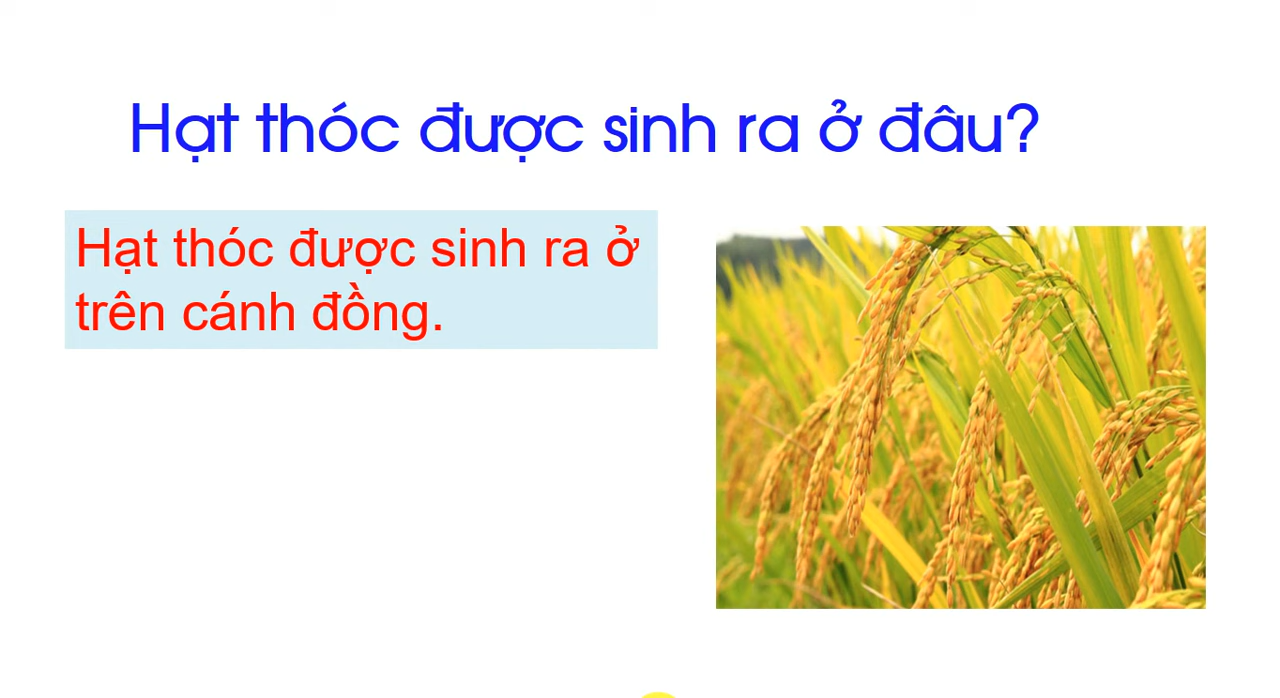 Hạt thóc được sinh ra ở đâu?
Hạt thóc được sinh ra ở
trên cánh đồng.